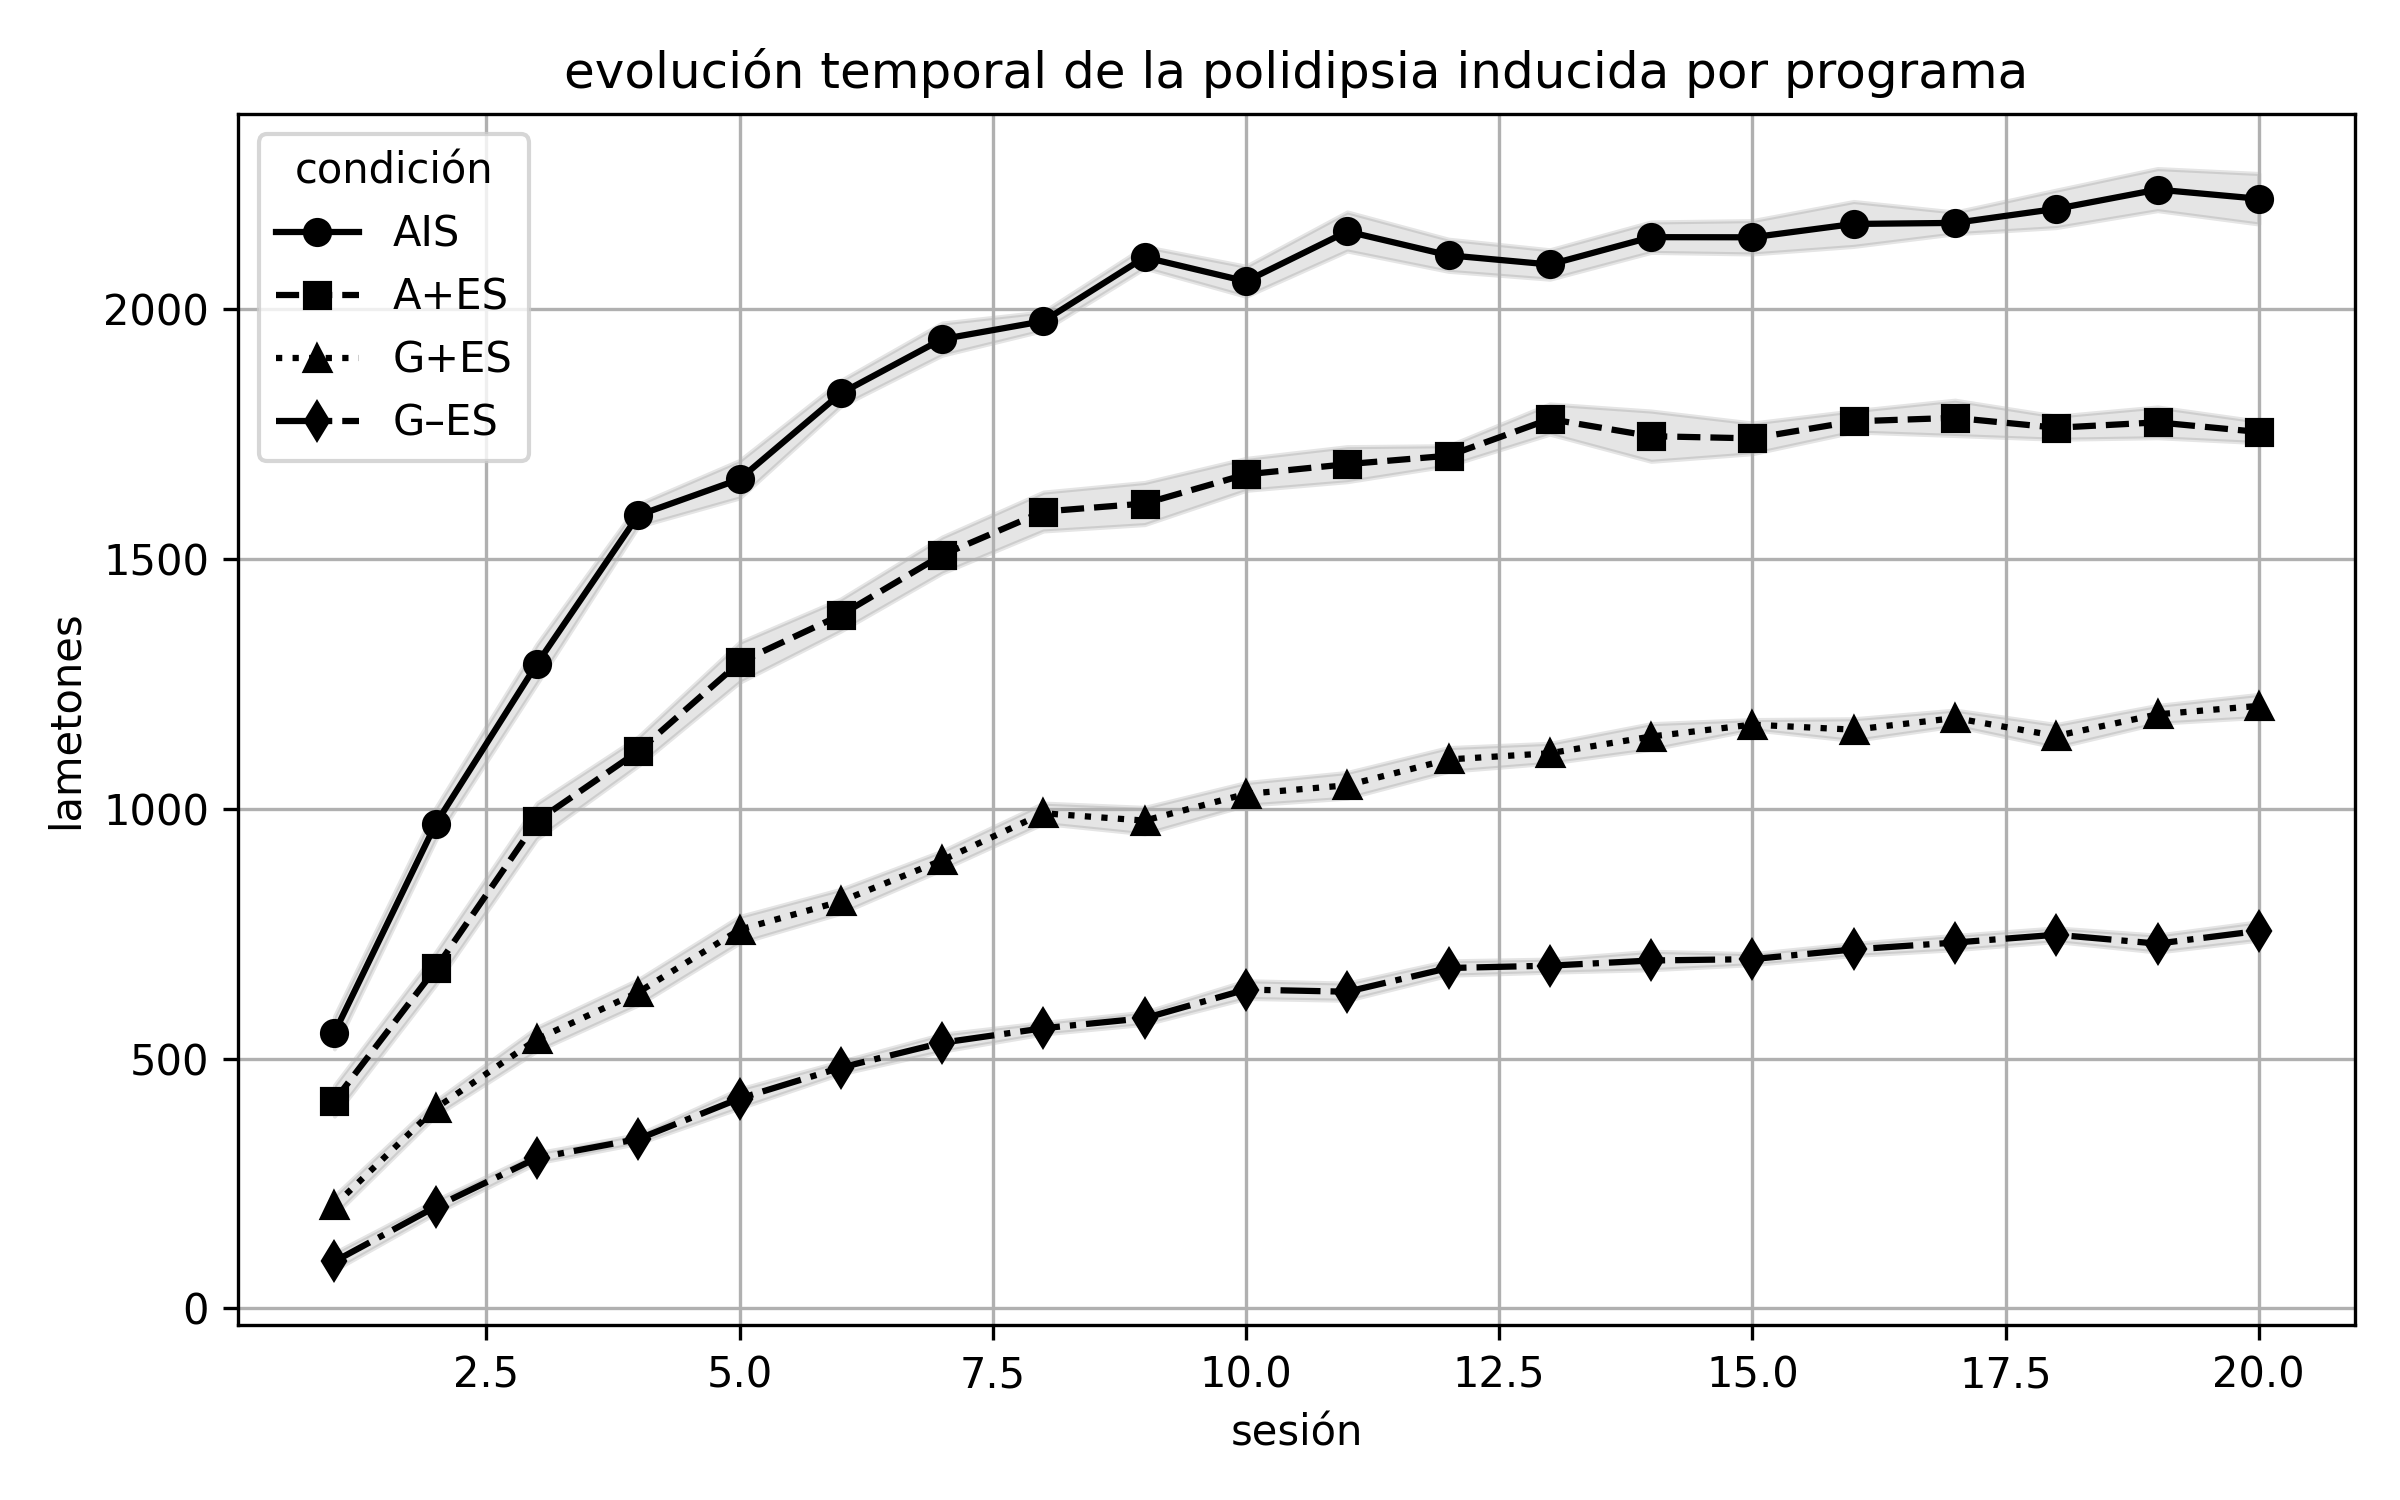 evolución temporal de la polidipsia inducida por programa
condición
AIS
A+ES
G+ES
G–ES
lametones
2000
1500
1000
500
0
2.5 5.0 7.5 10.0 12.5 15.0 17.5 20.0
sesión